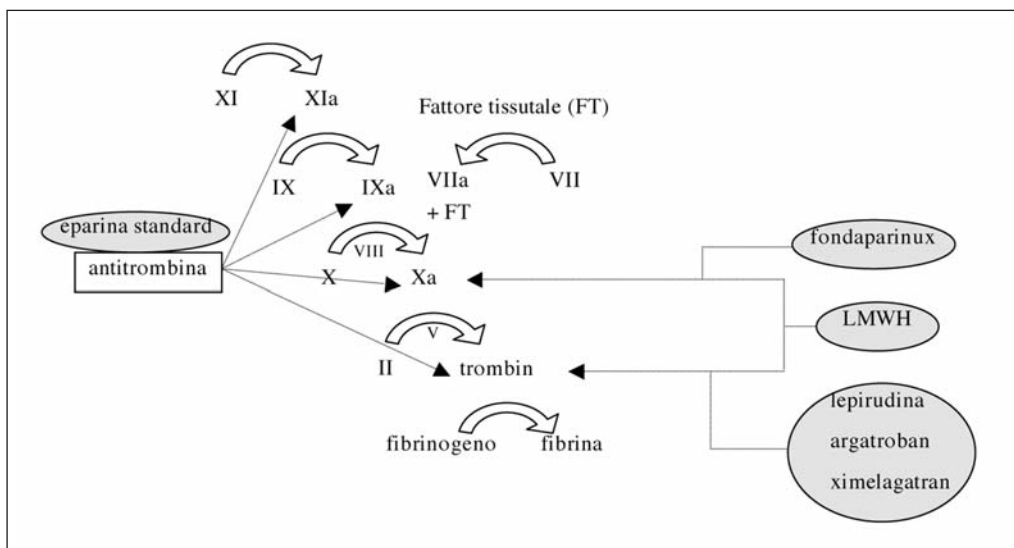 XI XIa
Fattore tissutale (FT)
IX IXa VIIa VII
+ FT
eparina standard
antitrombina
VIII
X Xa
fondaparinux
LMWH
V
II trombin
fibrinogeno fibrina
lepirudina
argatroban
ximelagatran